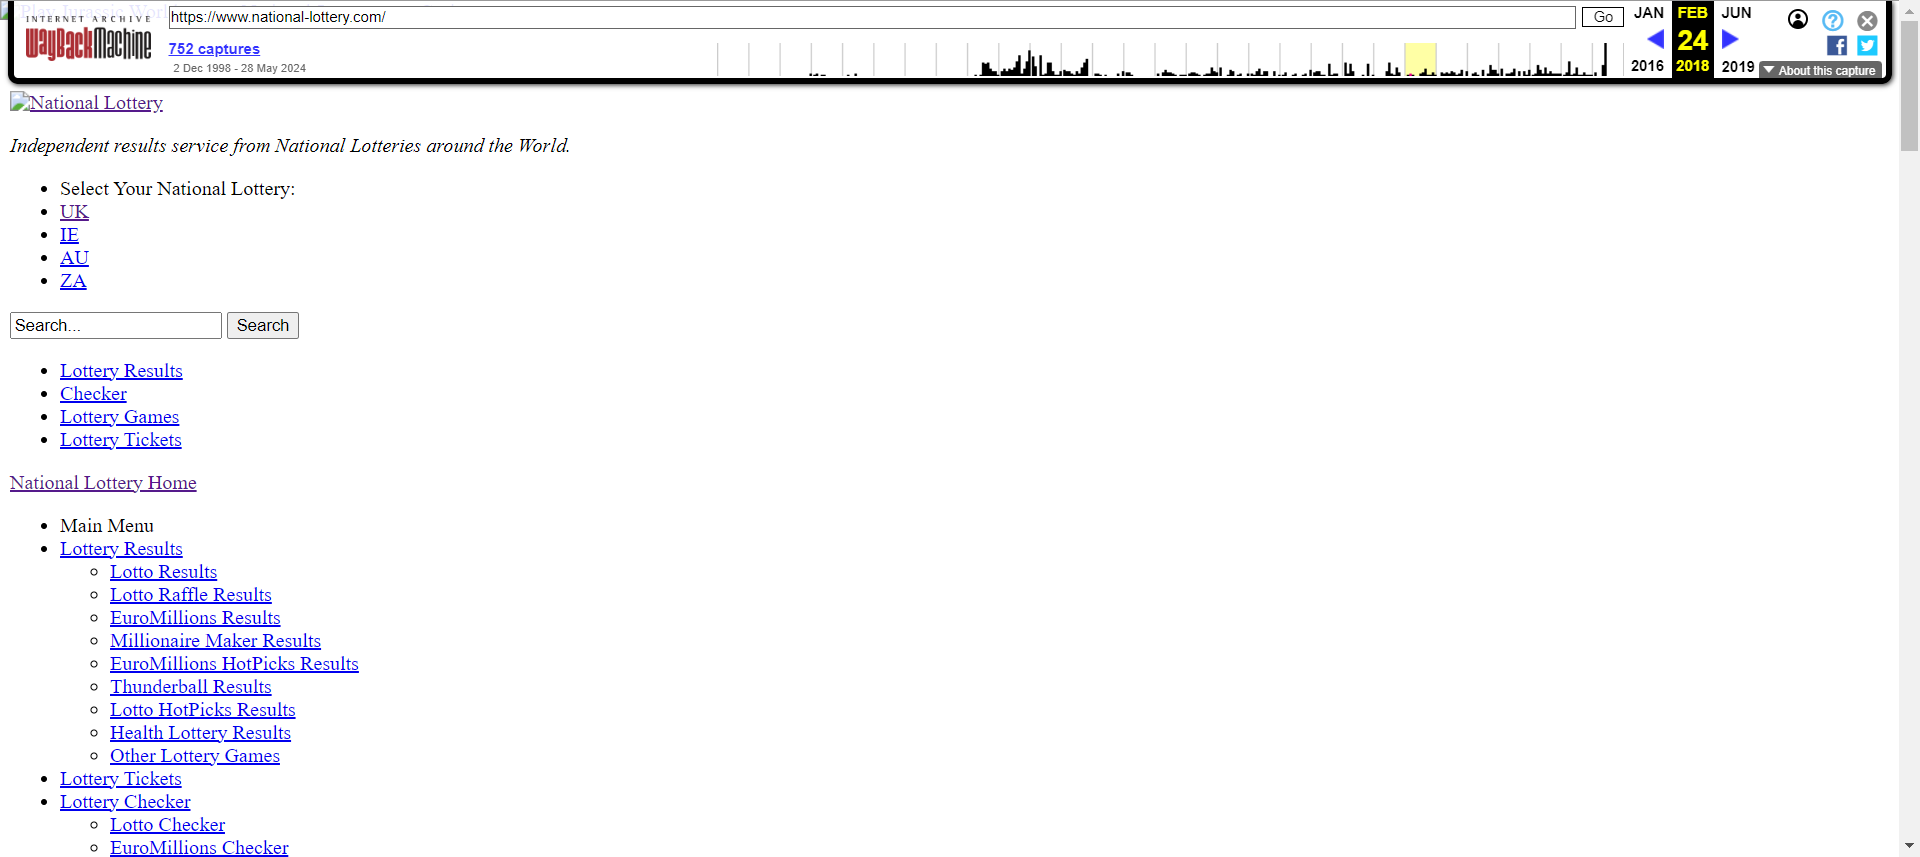 Play Jurassic World
INTERNET ARCHIVE
WayBackMachine
https://www.national-lottery.com/
Go
752 captures
2 Dec 1998 - 28 May 2024
JAN FEB JUN
24
2016 2018 2019
About this capture
National Lottery
Independent results service from National Lotteries around the World.
Select Your National Lottery:
UK
IE
AU
ZA
Search...
Search
Lottery Results
Checker
Lottery Games
Lottery Tickets
National Lottery Home
Main Menu
Lottery Results
Lotto Results
Lotto Raffle Results
EuroMillions Results
Millionaire Maker Results
EuroMillions HotPicks Results
Thunderball Results
Lotto HotPicks Results
Health Lottery Results
Other Lottery Games
Lottery Tickets
Lottery Checker
Lotto Checker
EuroMillions Checker